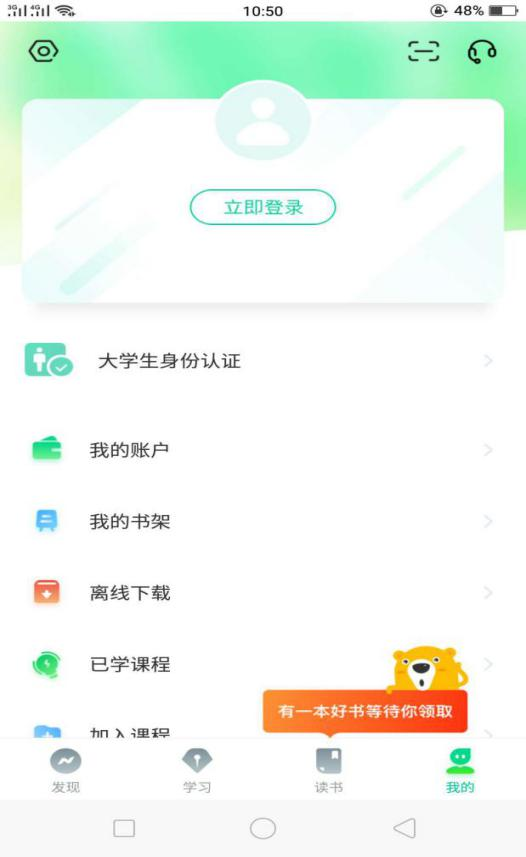 3G 4G 10:50 48%
立即登录
大学生身份认证
我的账户
我的书架
离线下载
已学课程
有一本好书等待你领取
加入课程
发现 学习 读书 我的